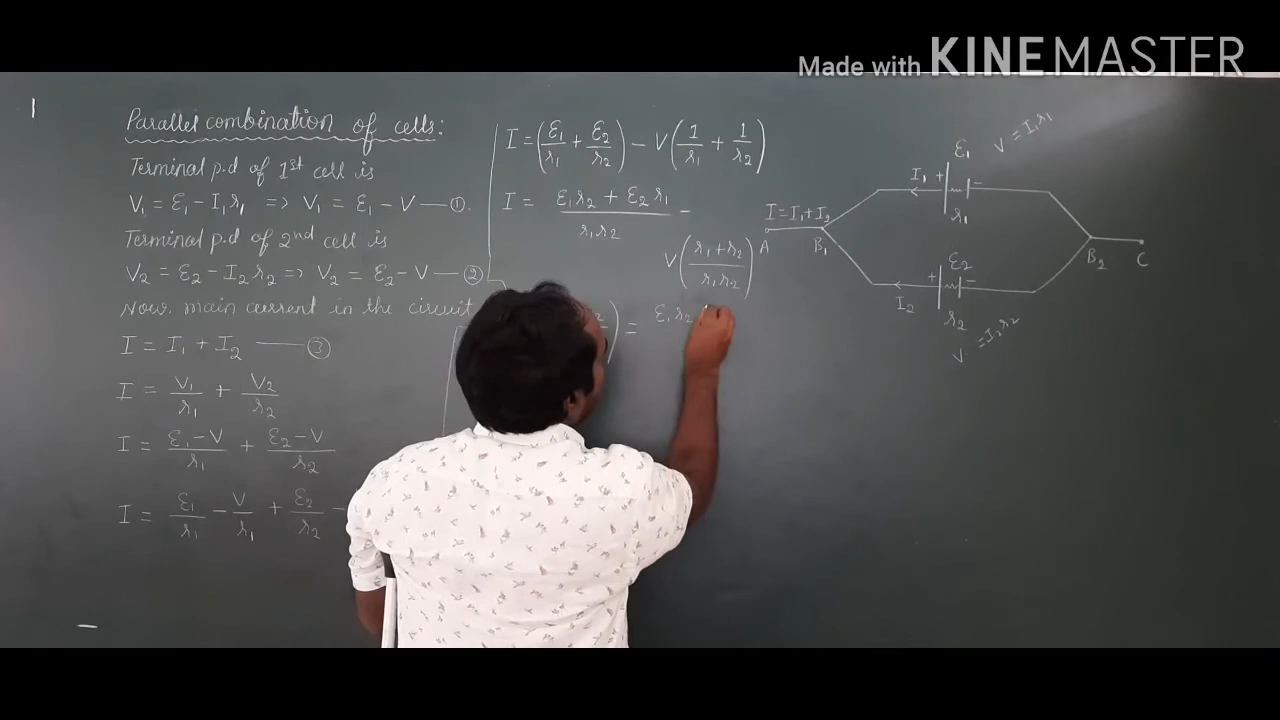 Made with KINEMASTER
Parallel combination of cells:
Terminal p.d of 1st cell is
V₁ = ε₁ - I₁r₁ => V₁ = ε₁ - V — ①.
Terminal p.d of 2nd cell is
V₂ = ε₂ - I₂r₂ => V₂ = ε₂ - V — ②
Now, main current in the circuit
I = I₁ + I₂ — ③
I = V₁/r₁ + V₂/r₂
I = (ε₁-V)/r₁ + (ε₂-V)/r₂
I = ε₁/r₁ - V/r₁ + ε₂/r₂ -
I = (ε₁/r₁ + ε₂/r₂) - V(1/r₁ + 1/r₂)
I = (ε₁r₂ + ε₂r₁)/(r₁r₂) -
V((r₁+r₂)/(r₁r₂))
) = ε₁r₂
ε₁
V = I₁r₁
I₁ + -
r₁
I = I₁+I₂
A B₁ B₂ C
ε₂
+ -
I₂ r₂
V = I₂r₂